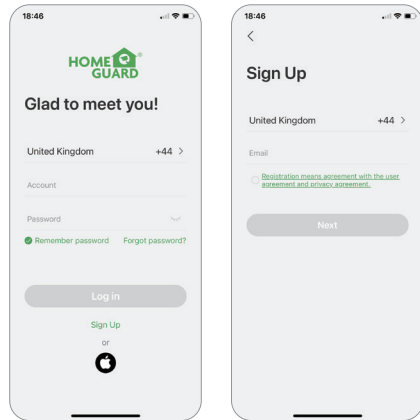 18:46
HOME
GUARD®
Glad to meet you!
United Kingdom +44 >
Account
Password
Remember password Forgot password?
Log in
Sign Up
or
18:46
<
Sign Up
United Kingdom +44 >
Email
Registration means agreement with the user
agreement and privacy agreement.
Next